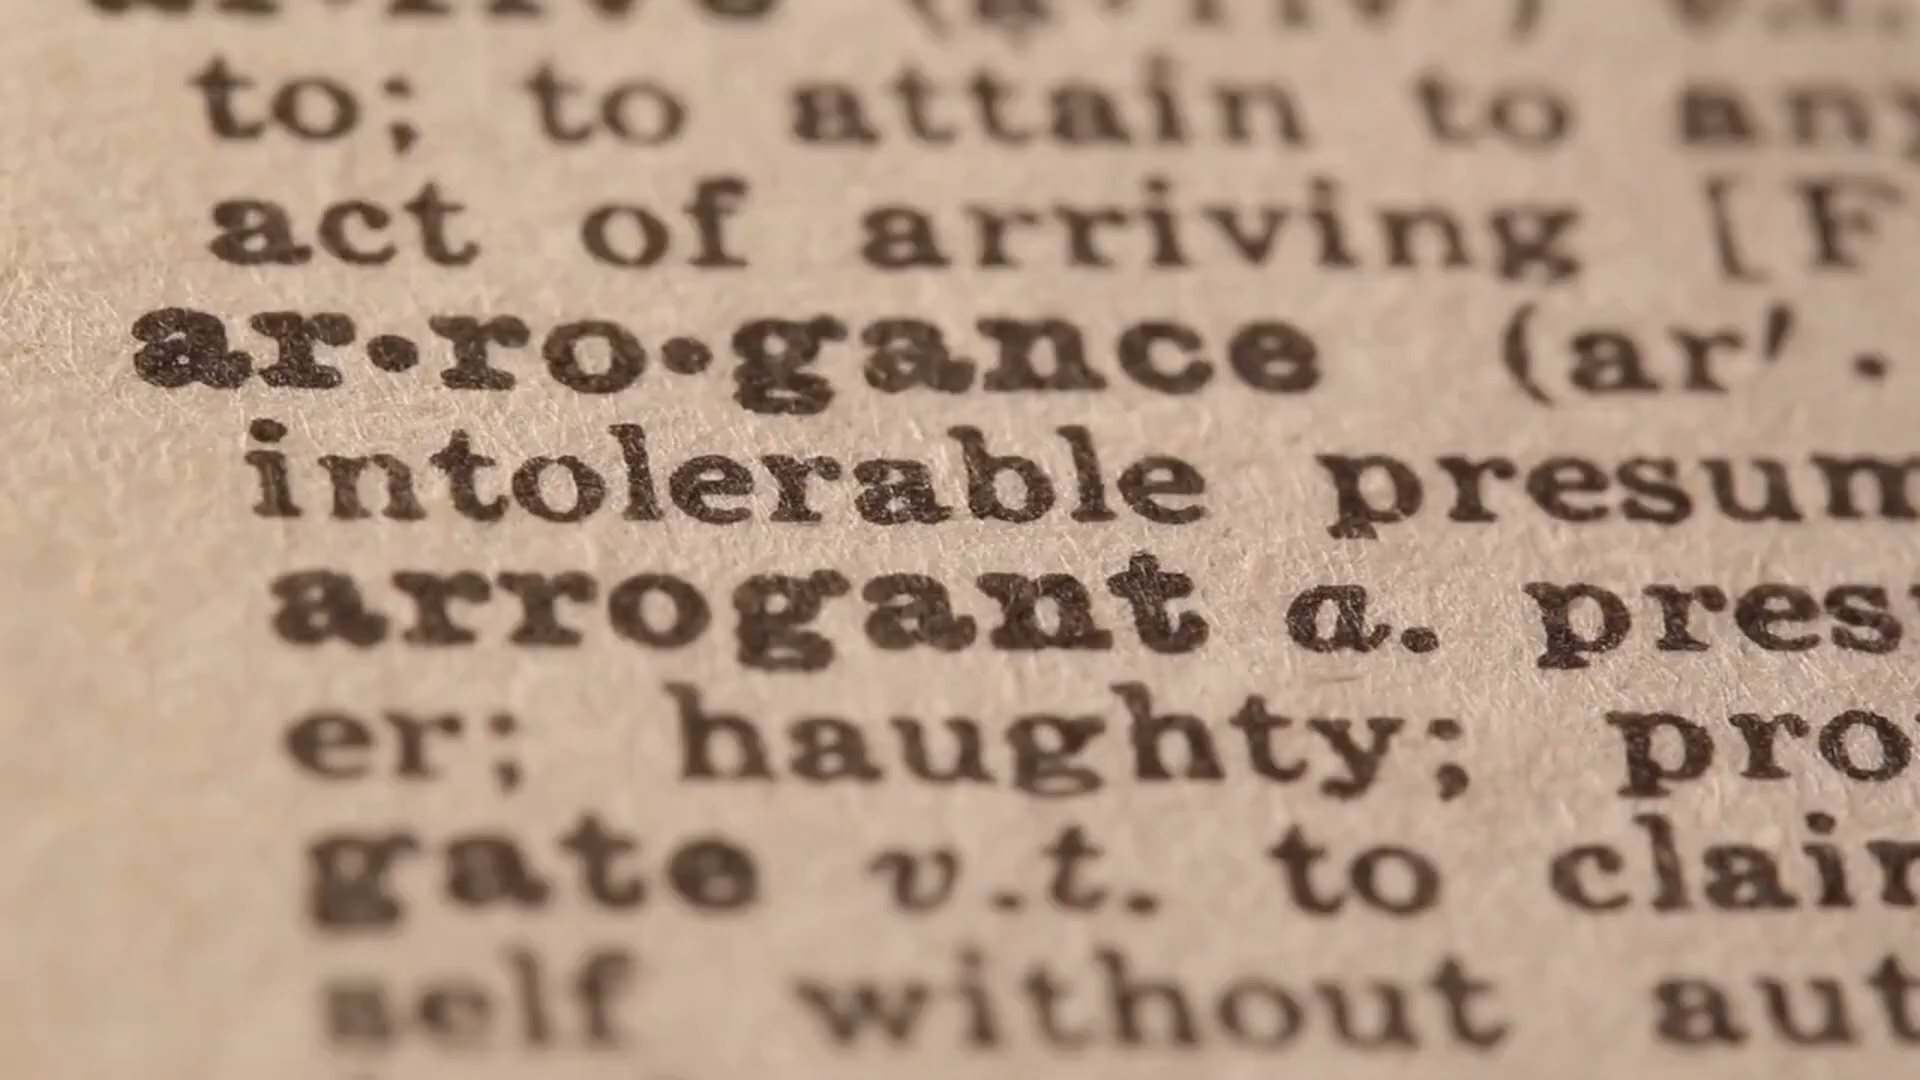 to; to attain to any
act of arriving [F
ar•ro•gance (ar′•
intolerable presum
arrogant a. pres
er; haughty; pro
gate v.t. to clai
self without aut